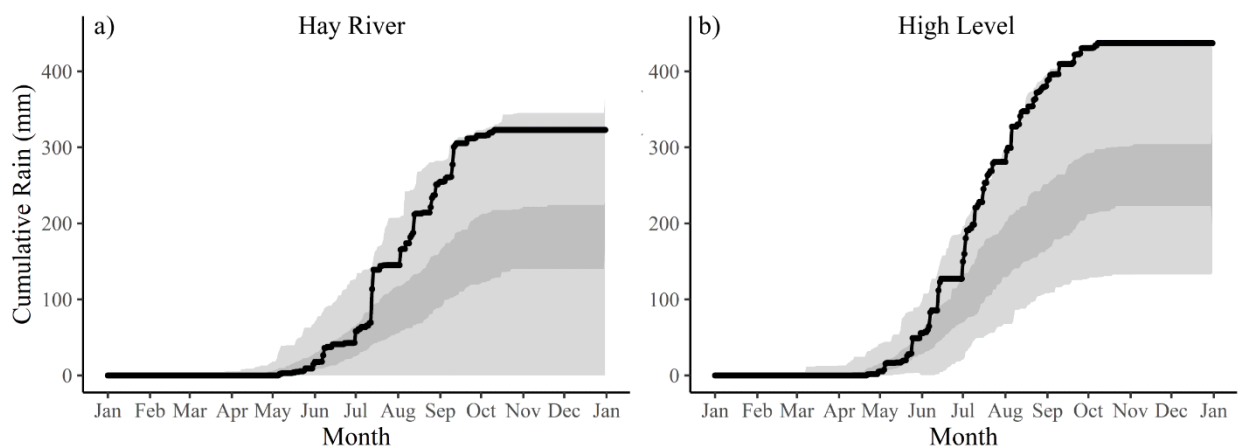 a)
Hay River
b)
High Level
Cumulative Rain (mm)
400
300
200
100
0
Jan Feb Mar Apr May Jun Jul Aug Sep Oct Nov Dec Jan
Month
400
300
200
100
0
Jan Feb Mar Apr May Jun Jul Aug Sep Oct Nov Dec Jan
Month